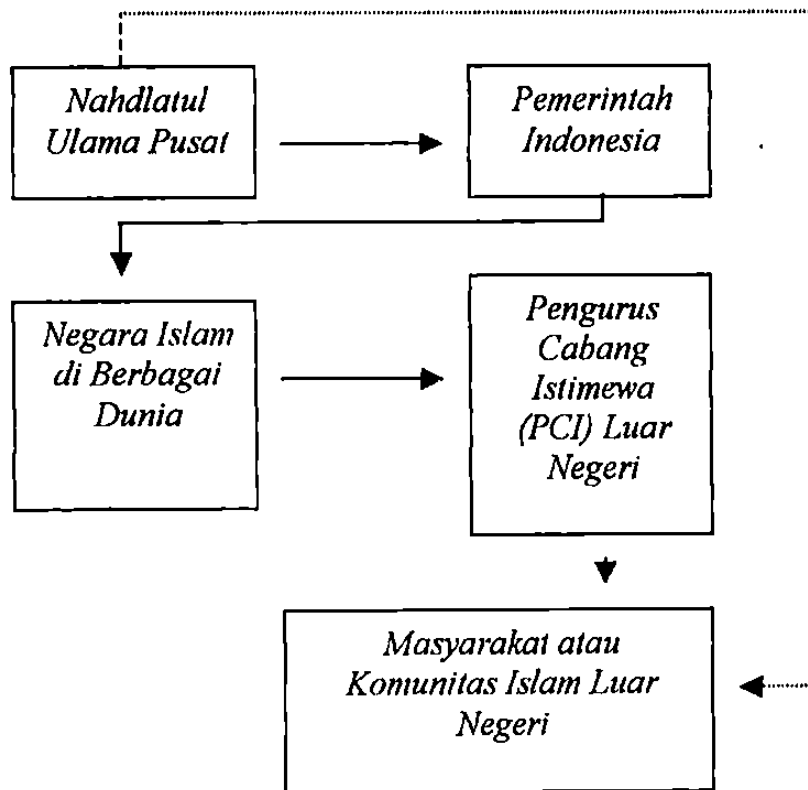 Nahdlatul
Ulama Pusat
Pemerintah
Indonesia
Negara Islam
di Berbagai
Dunia
Pengurus
Cabang
Istimewa
(PCI) Luar
Negeri
Masyarakat atau
Komunitas Islam Luar
Negeri